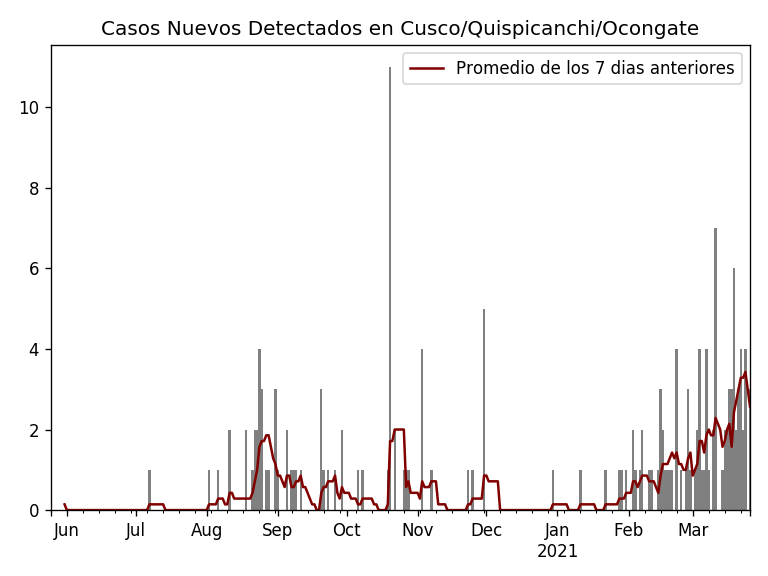 Casos Nuevos Detectados en Cusco/Quispicanchi/Ocongate
Promedio de los 7 dias anteriores
10
8
6
4
2
0
Jun Jul Aug Sep Oct Nov Dec Jan Feb Mar
2021